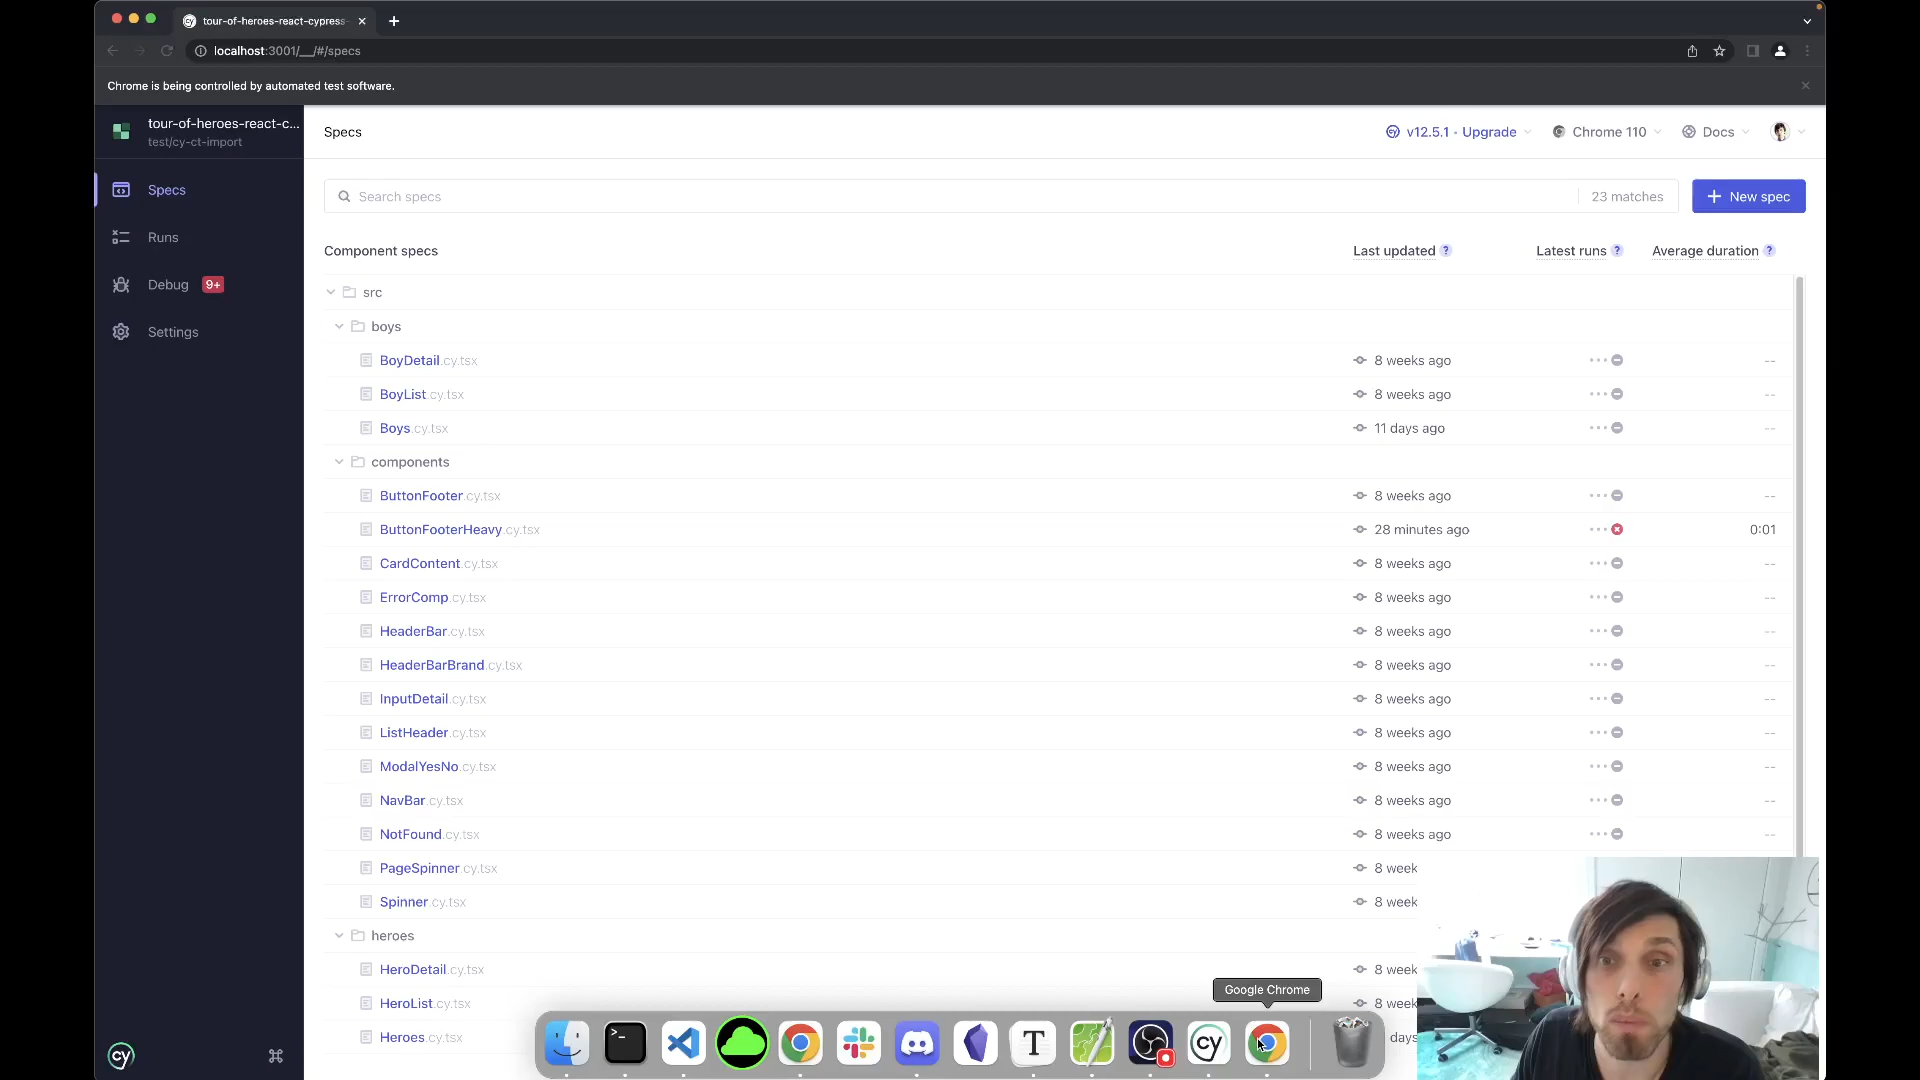 tour-of-heroes-react-cypress-
localhost:3001/__/#/specs
Chrome is being controlled by automated test software.
tour-of-heroes-react-c...
test/cy-ct-import
Specs
Runs
Debug 9+
Settings
cy
Specs
v12.5.1 - Upgrade
Chrome 110
Docs
Search specs
23 matches
New spec
Component specs Last updated ? Latest runs ? Average duration ?
src
boys
BoyDetail.cy.tsx 8 weeks ago --
BoyList.cy.tsx 8 weeks ago --
Boys.cy.tsx 11 days ago --
components
ButtonFooter.cy.tsx 8 weeks ago --
ButtonFooterHeavy.cy.tsx 28 minutes ago 0:01
CardContent.cy.tsx 8 weeks ago --
ErrorComp.cy.tsx 8 weeks ago --
HeaderBar.cy.tsx 8 weeks ago --
HeaderBarBrand.cy.tsx 8 weeks ago --
InputDetail.cy.tsx 8 weeks ago --
ListHeader.cy.tsx 8 weeks ago --
ModalYesNo.cy.tsx 8 weeks ago --
NavBar.cy.tsx 8 weeks ago --
NotFound.cy.tsx 8 weeks ago --
PageSpinner.cy.tsx 8 week
Spinner.cy.tsx 8 week
heroes
HeroDetail.cy.tsx 8 week
HeroList.cy.tsx 8 week
Heroes.cy.tsx days
Google Chrome
T
cy